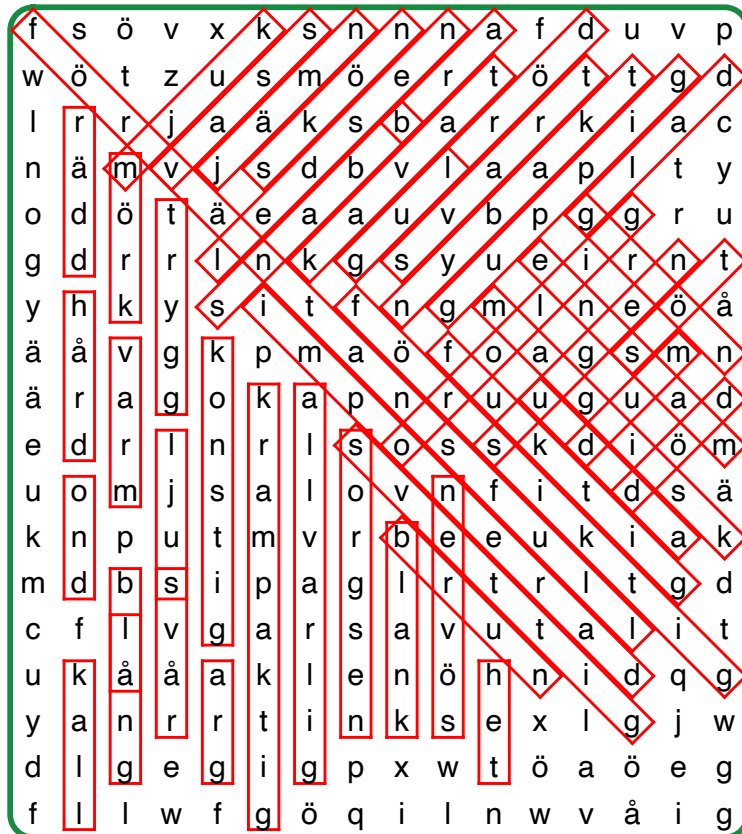 f s ö v x k s n n n a f d u v p
w ö t z u s m ö e r t ö t t g d
l r r j a ä k s b a r r k i a c
n ä m v j s d b v l a a p l t y
o d ö t ä e a a u v b p g g r u
g d r r l n k g s y u e i r n t
y h k y s i t f n g m l n e ö å
ä å v g k p m a ö f o a g s m n
ä r a g o k a p n r u u g u a d
e d r l n r l s o s s k d i ö m
u o m j s a l o v n f i t d s ä
k n p u t m v r b e e u k i a k
m d b s i p a g l r t r l t g d
c f l v g a r s a v u t a l i t
u k å å a k l e n ö h n i d q g
y a n r r t i n k s e x l g j w
d l g e g i g p x w t ö a ö e g
f l l w f g ö q i l n w v å i g